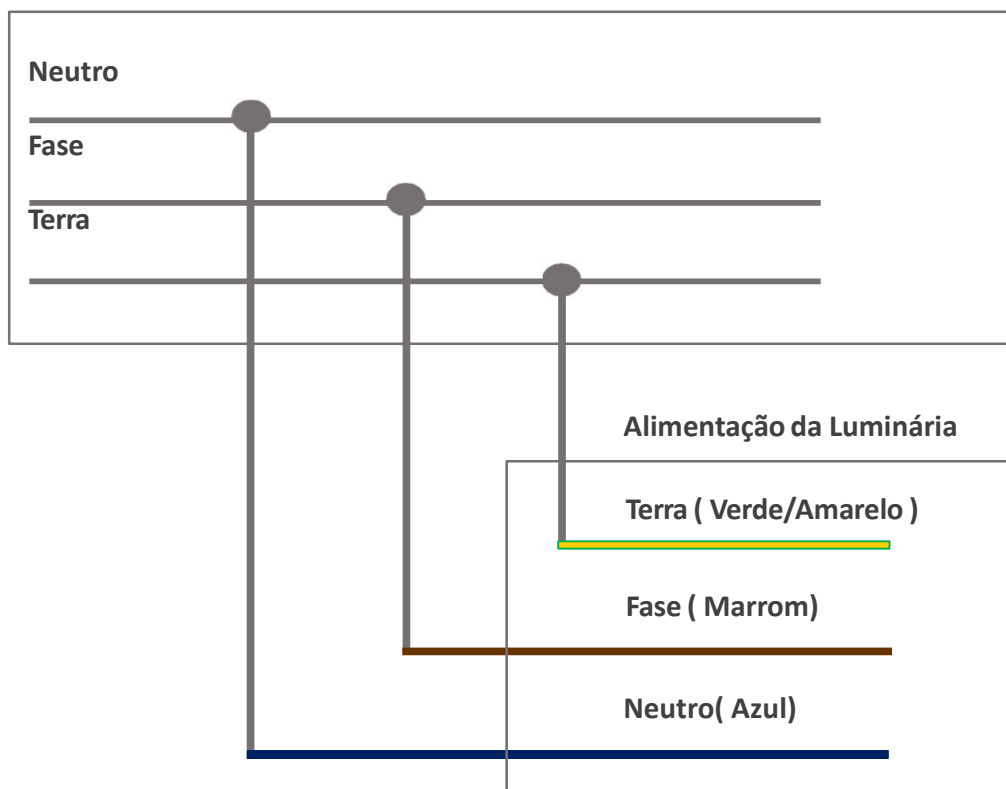 Neutro
Fase
Terra
Alimentação da Luminária
Terra ( Verde/Amarelo )
Fase ( Marrom)
Neutro( Azul)